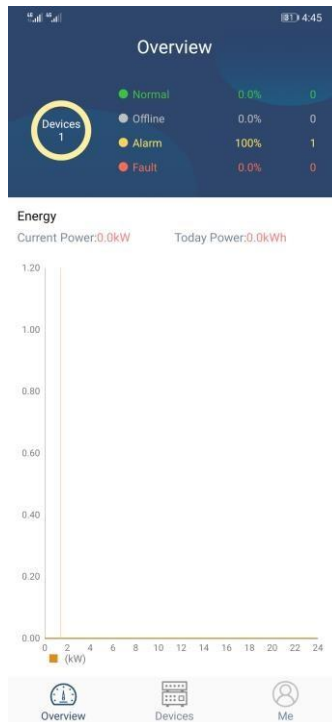 4G 4G 81 4:45
Overview
Devices
1
Normal 0.0% 0
Offline 0.0% 0
Alarm 100% 1
Fault 0.0% 0
Energy
Current Power:0.0kW Today Power:0.0kWh
1.20
1.00
0.80
0.60
0.40
0.20
0.00
0 2 4 6 8 10 12 14 16 18 20 22 24
(kW)
Overview Devices Me